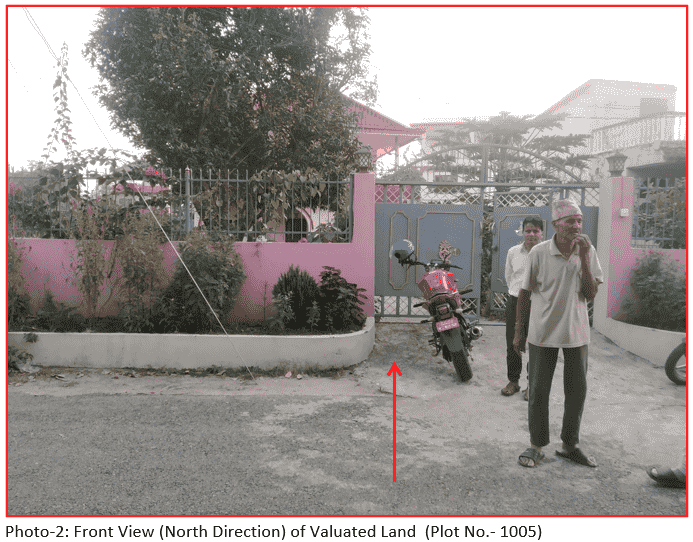 Photo-2: Front View (North Direction) of Valuated Land  (Plot No.- 1005)